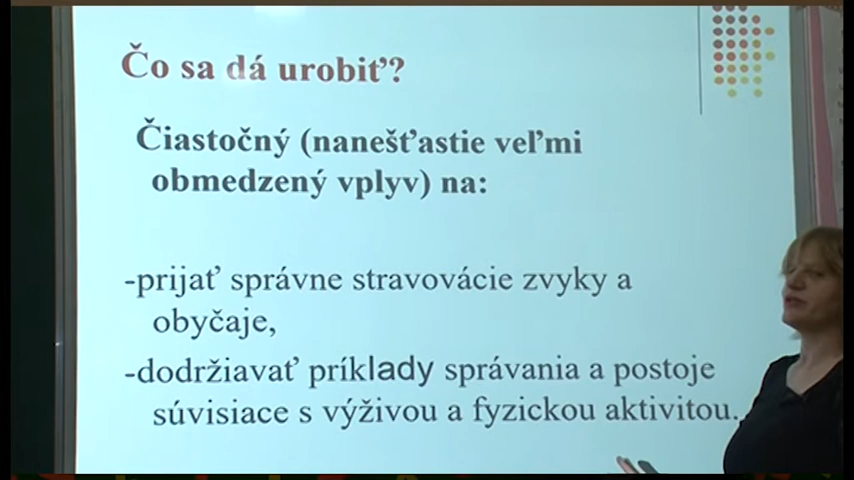 Čo sa dá urobiť?
Čiastočný (nanešťastie veľmi
obmedzený vplyv) na:
-prijať správne stravovácie zvyky a
obyčaje,
-dodržiavať príklady správania a postoje
súvisiace s výživou a fyzickou aktivitou.